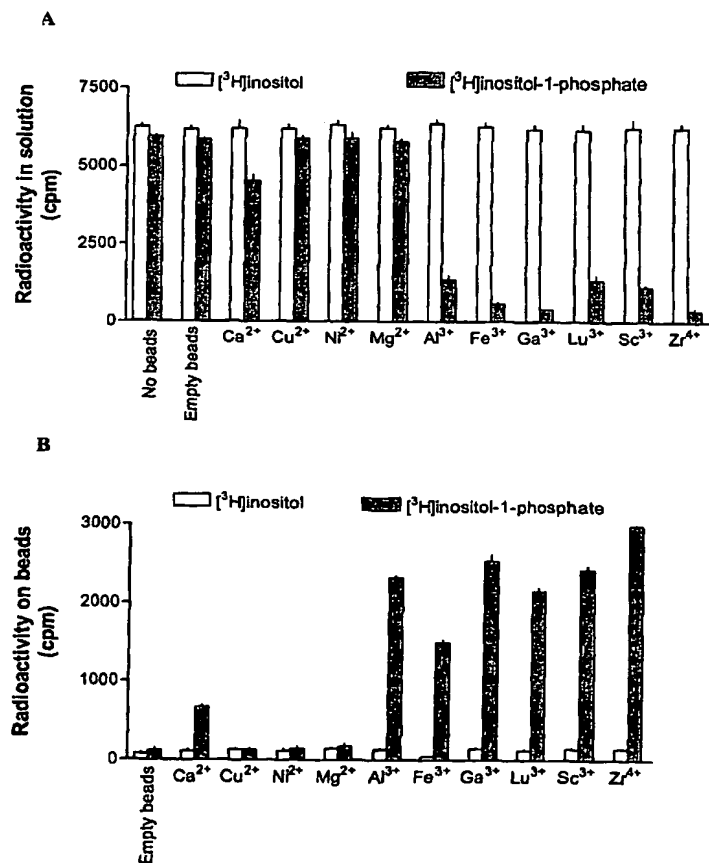 A
[³H]inositol [³H]inositol-1-phosphate
Radioactivity in solution
(cpm)
7500
5000
2500
0
No beads Empty beads Ca²⁺ Cu²⁺ Ni²⁺ Mg²⁺ Al³⁺ Fe³⁺ Ga³⁺ Lu³⁺ Sc³⁺ Zr⁴⁺
B
[³H]inositol [³H]inositol-1-phosphate
Radioactivity on beads
(cpm)
3000
2000
1000
0
Empty beads Ca²⁺ Cu²⁺ Ni²⁺ Mg²⁺ Al³⁺ Fe³⁺ Ga³⁺ Lu³⁺ Sc³⁺ Zr⁴⁺